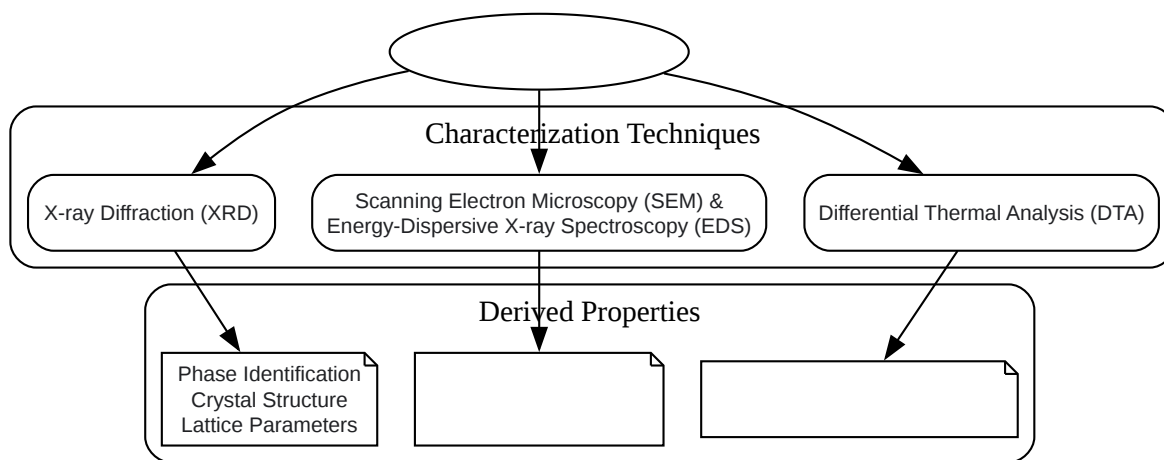 Characterization Techniques
X-ray Diffraction (XRD)
Scanning Electron Microscopy (SEM) &
Energy-Dispersive X-ray Spectroscopy (EDS)
Differential Thermal Analysis (DTA)
Derived Properties
Phase Identification
Crystal Structure
Lattice Parameters